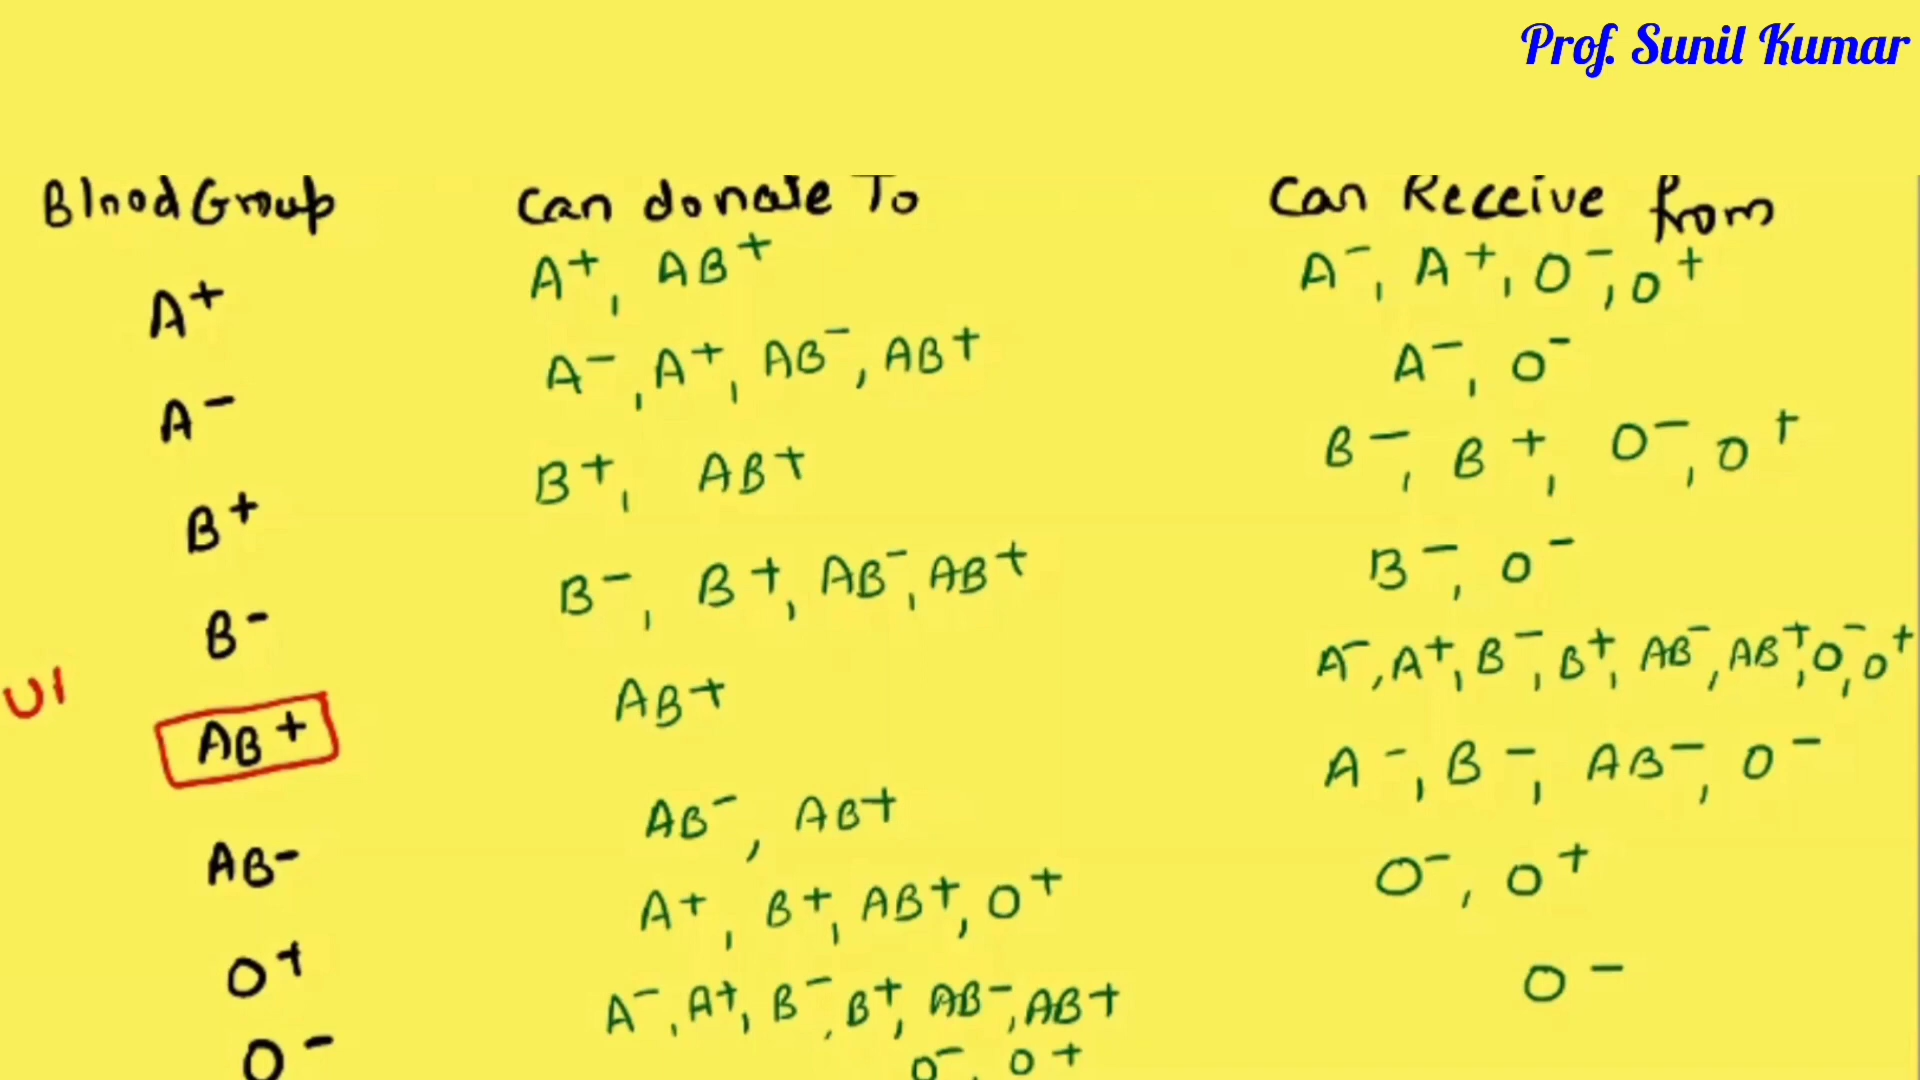 Prof. Sunil Kumar
Blood Group Can donate To Can Receive from
A+ A+, AB+ A-, A+, O-, O+
A- A-, A+, AB-, AB+ A-, O-
B+ B+, AB+ B-, B+, O-, O+
B- B-, B+, AB-, AB+ B-, O-
UI
AB+ AB+ A-, A+, B-, B+, AB-, AB+, O-, O+
AB- AB-, AB+ A-, B-, AB-, O-
O+ A+, B+, AB+, O+ O-, O+
O- A-, A+, B-, B+, AB-, AB+ O-
O-, O+